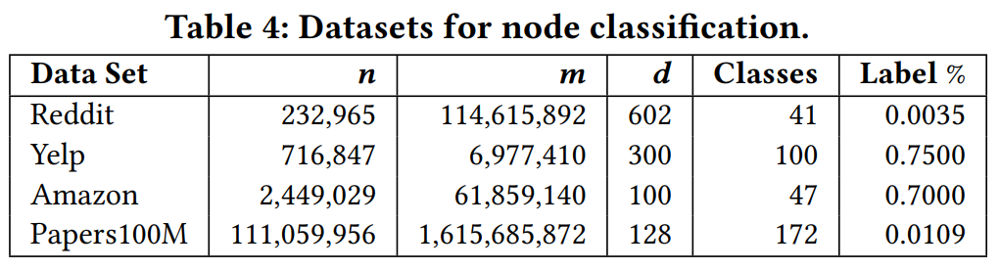 Table 4: Datasets for node classification.
Data Set n m d Classes Label %
Reddit 232,965 114,615,892 602 41 0.0035
Yelp 716,847 6,977,410 300 100 0.7500
Amazon 2,449,029 61,859,140 100 47 0.7000
Papers100M 111,059,956 1,615,685,872 128 172 0.0109